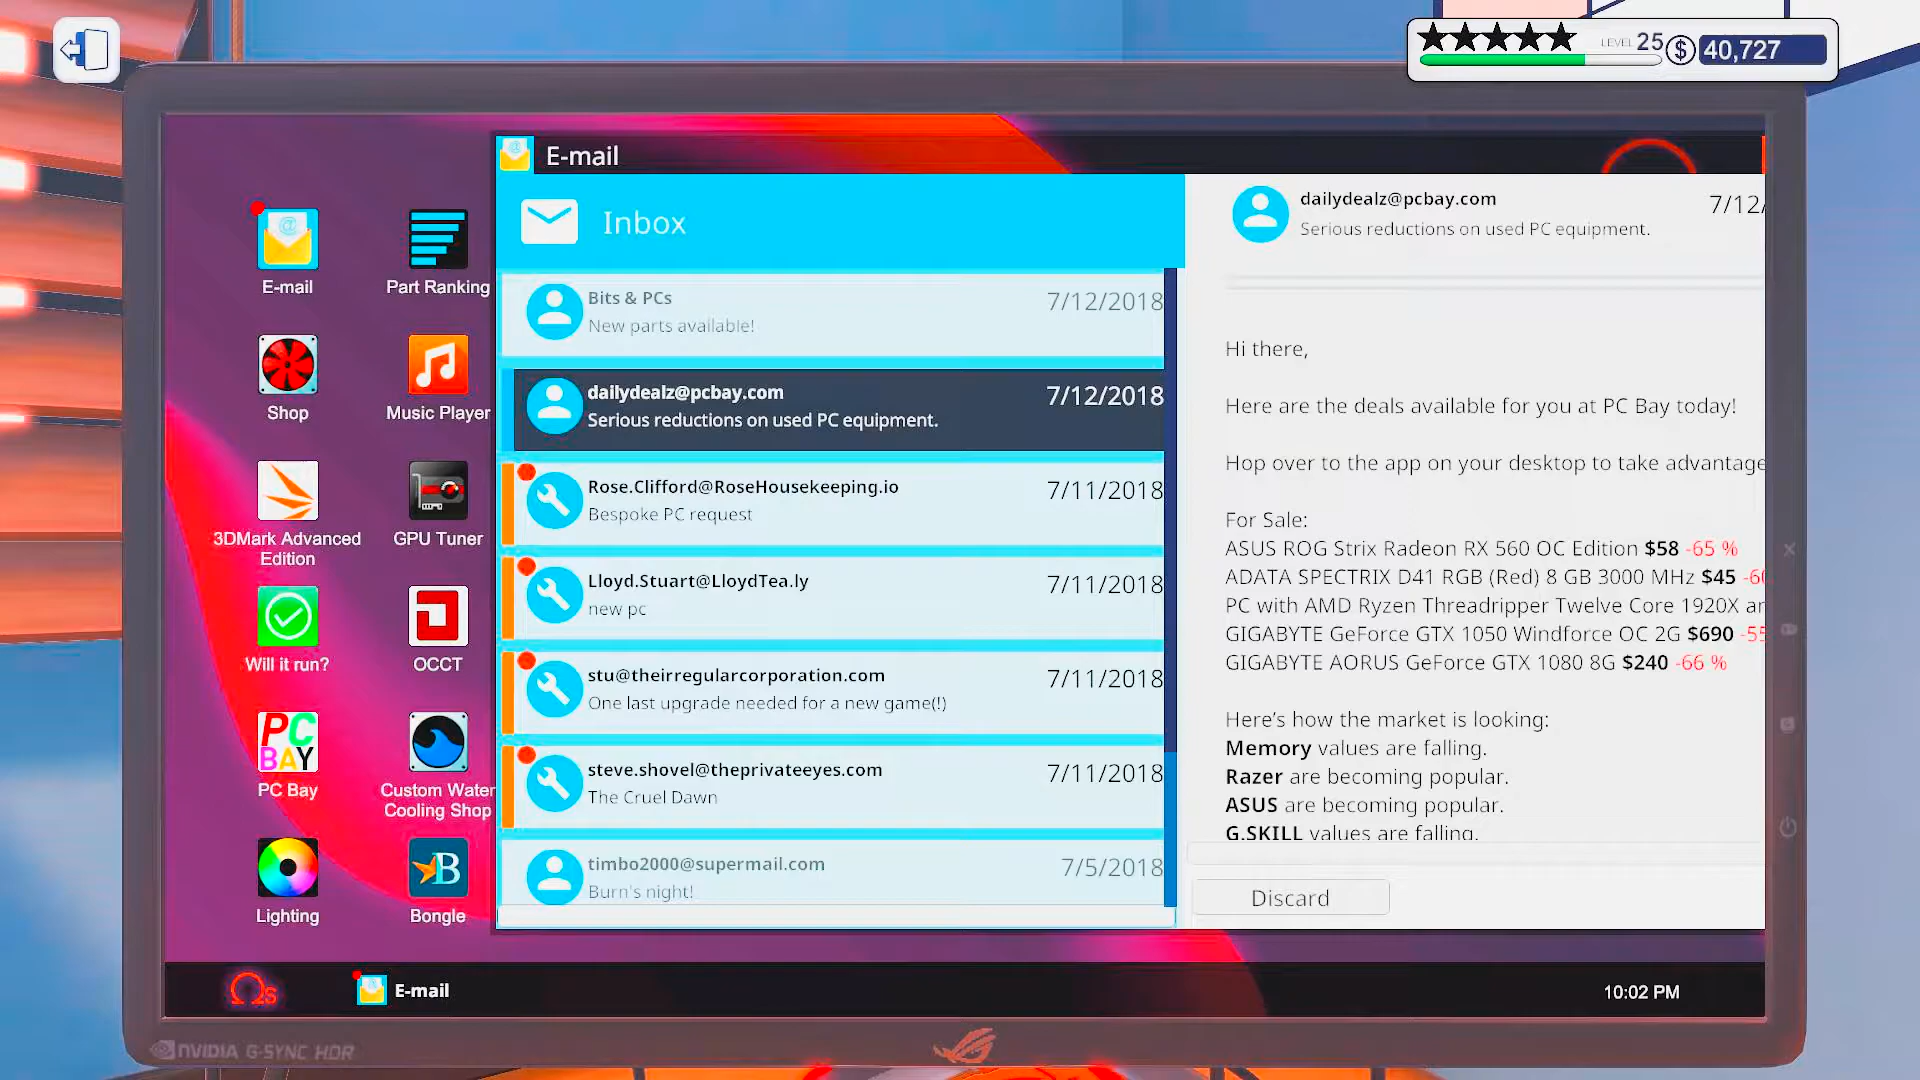 LEVEL 25 $ 40,727
E-mail
Inbox
Bits & PCs 7/12/2018
New parts available!
dailydealz@pcbay.com 7/12/2018
Serious reductions on used PC equipment.
Rose.Clifford@RoseHousekeeping.io 7/11/2018
Bespoke PC request
Lloyd.Stuart@LloydTea.ly 7/11/2018
new pc
stu@theirregularcorporation.com 7/11/2018
One last upgrade needed for a new game(!)
steve.shovel@theprivateeyes.com 7/11/2018
The Cruel Dawn
timbo2000@supermail.com 7/5/2018
Burn's night!
dailydealz@pcbay.com 7/12/
Serious reductions on used PC equipment.
Hi there,
Here are the deals available for you at PC Bay today!
Hop over to the app on your desktop to take advantage
For Sale:
ASUS ROG Strix Radeon RX 560 OC Edition $58 -65 %
ADATA SPECTRIX D41 RGB (Red) 8 GB 3000 MHz $45 -60
PC with AMD Ryzen Threadripper Twelve Core 1920X an
GIGABYTE GeForce GTX 1050 Windforce OC 2G $690 -55
GIGABYTE AORUS GeForce GTX 1080 8G $240 -66 %
Here's how the market is looking:
Memory values are falling.
Razer are becoming popular.
ASUS are becoming popular.
G.SKILL values are falling.
Discard
E-mail
Part Ranking
Shop
Music Player
3DMark Advanced
Edition
GPU Tuner
Will it run?
OCCT
PC
BAY
PC Bay
Custom Water
Cooling Shop
Lighting
B
Bongle
Ωs
E-mail
10:02 PM
NVIDIA G-SYNC HDR